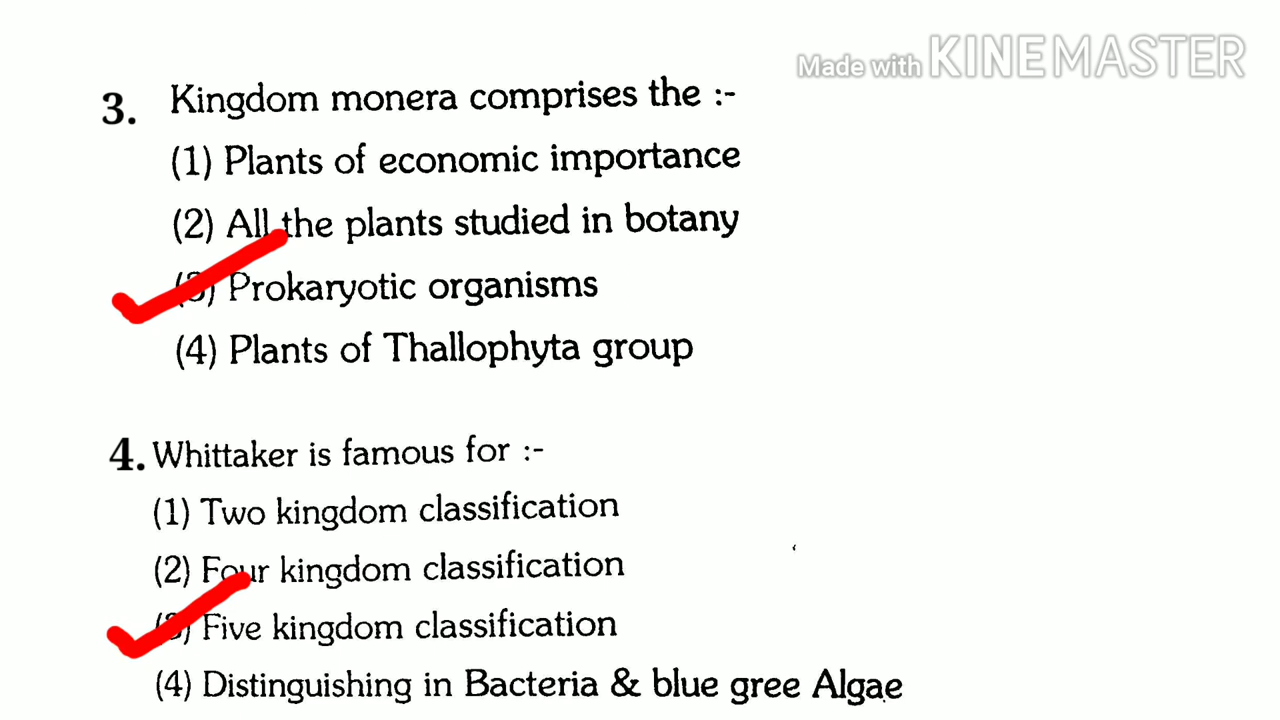 Made with KINEMASTER
3. Kingdom monera comprises the :-
(1) Plants of economic importance
(2) All the plants studied in botany
(3) Prokaryotic organisms
(4) Plants of Thallophyta group
4. Whittaker is famous for :-
(1) Two kingdom classification
(2) Four kingdom classification
(3) Five kingdom classification
(4) Distinguishing in Bacteria & blue gree Algae